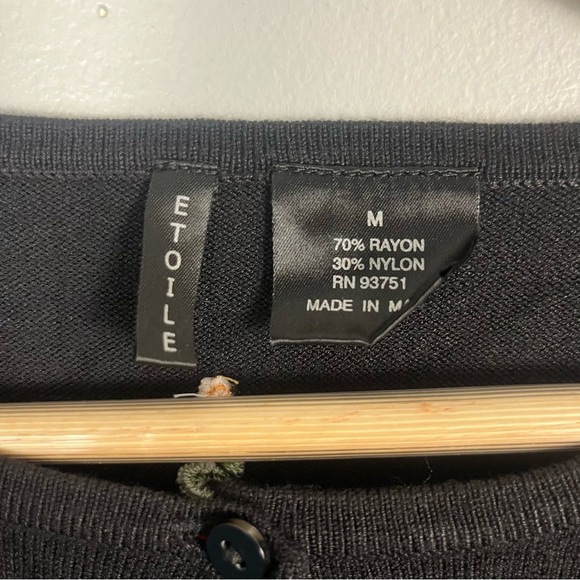 ETOILE
M
70% RAYON
30% NYLON
RN 93751
MADE IN